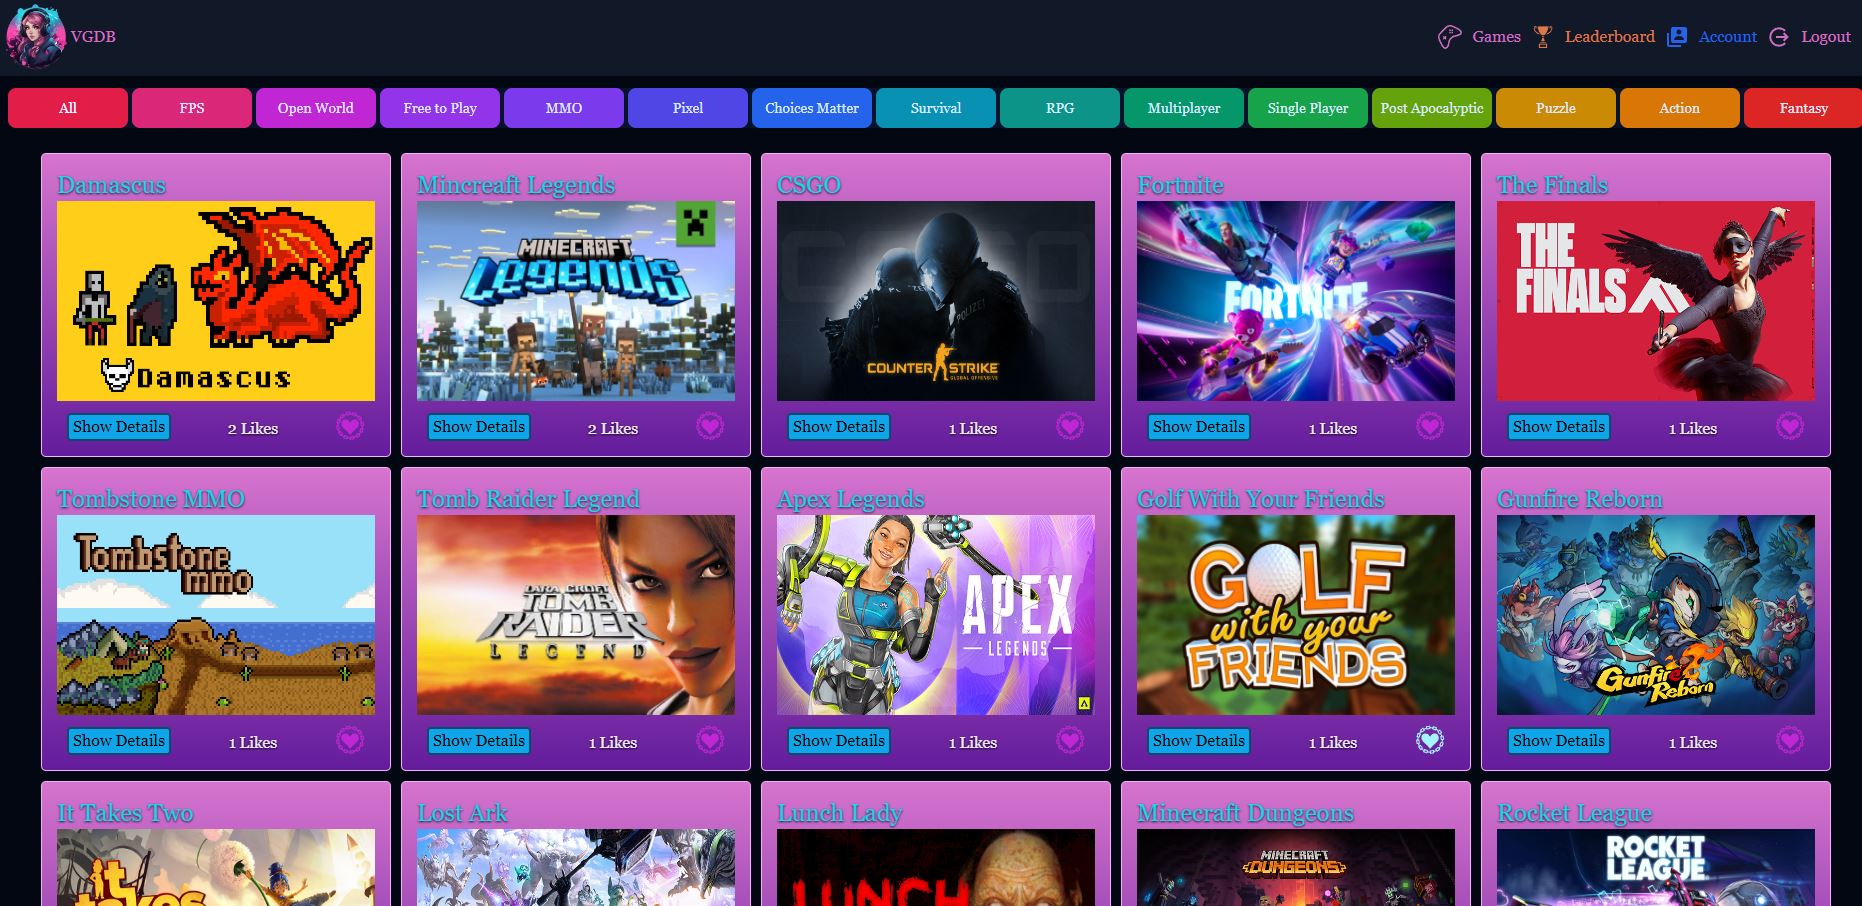 VGDB
Games
Leaderboard
Account
Logout
All
FPS
Open World
Free to Play
MMO
Pixel
Choices Matter
Survival
RPG
Multiplayer
Single Player
Post Apocalyptic
Puzzle
Action
Fantasy
Damascus
Damascus
Show Details
2 Likes
Mincreaft Legends
MINECRAFT
Legends
Show Details
2 Likes
CSGO
POLIZEI
COUNTER STRIKE
GLOBAL OFFENSIVE
Show Details
1 Likes
Fortnite
FORTNITE
Show Details
1 Likes
The Finals
THE
FINALS
Show Details
1 Likes
Tombstone MMO
Tombstone
mmo
Show Details
1 Likes
Tomb Raider Legend
LARA CROFT
TOMB
RAIDER
LEGEND
Show Details
1 Likes
Apex Legends
APEX
LEGENDS
Show Details
1 Likes
Golf With Your Friends
GOLF
with your
FRIENDS
Show Details
1 Likes
Gunfire Reborn
Gunfire
Reborn
Show Details
1 Likes
It Takes Two
it
takes
Lost Ark
Lunch Lady
LUNCH
Minecraft Dungeons
MINECRAFT
DUNGEONS
Rocket League
ROCKET
LEAGUE